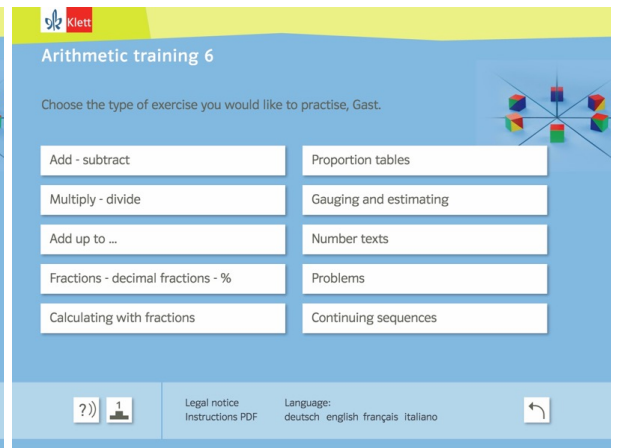 Klett
Arithmetic training 6
Choose the type of exercise you would like to practise, Gast.
Add - subtract
Proportion tables
Multiply - divide
Gauging and estimating
Add up to ...
Number texts
Fractions - decimal fractions - %
Problems
Calculating with fractions
Continuing sequences
?))
1
Legal notice
Instructions PDF
Language:
deutsch english français italiano